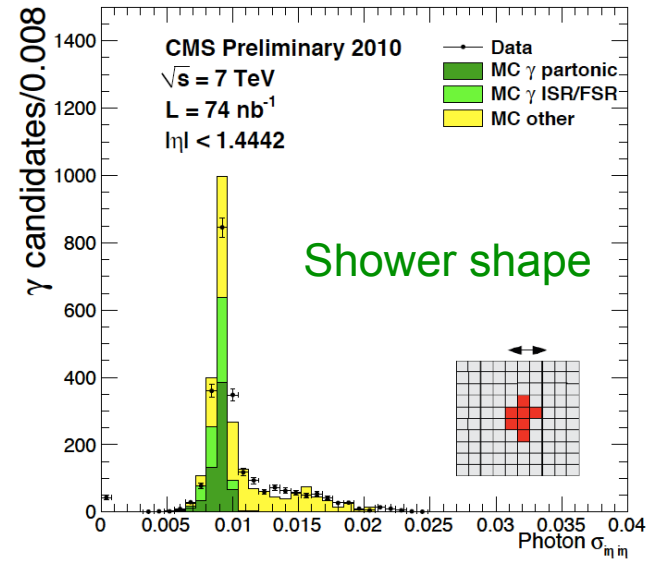 γ candidates/0.008
1400
1200
1000
800
600
400
200
0
CMS Preliminary 2010
√s = 7 TeV
L = 74 nb⁻¹
|η| < 1.4442
Data
MC γ partonic
MC γ ISR/FSR
MC other
Shower shape
0 0.005 0.01 0.015 0.02 0.025 0.03 0.035 0.04
Photon σiη iη